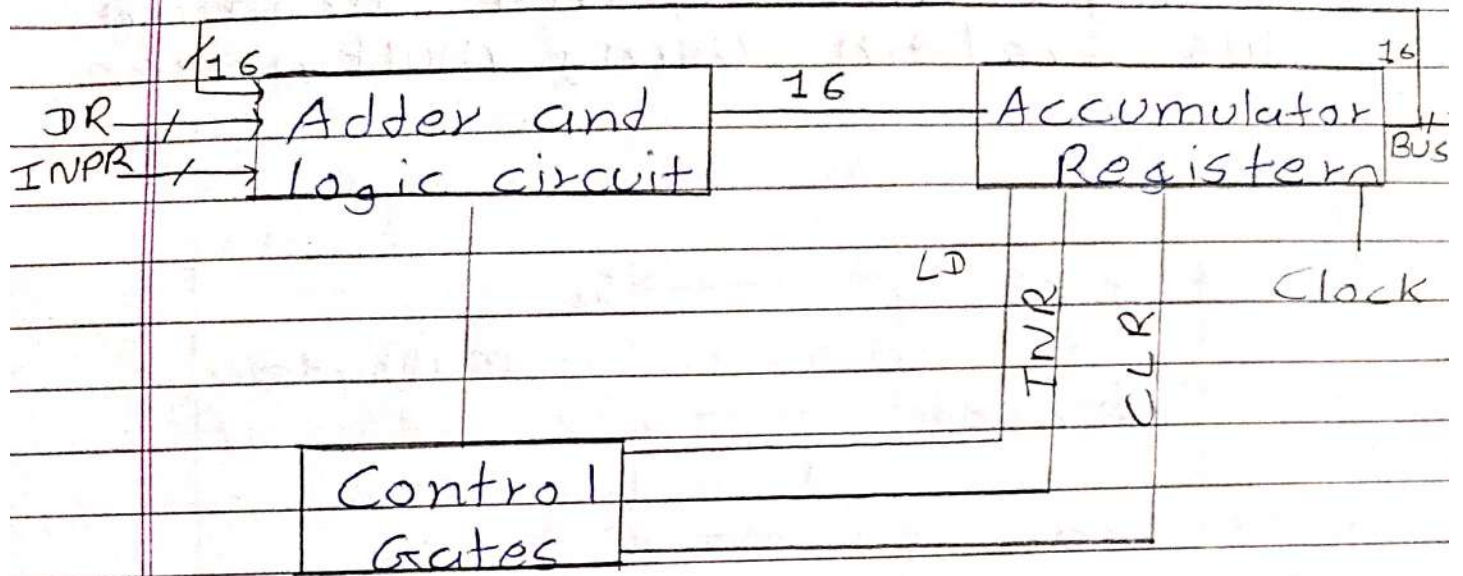 16
16
16
DR
Adder and
Accumulator
INPR
logic circuit
Register
BUS
LD
INR
CLR
Clock
Control
Gates